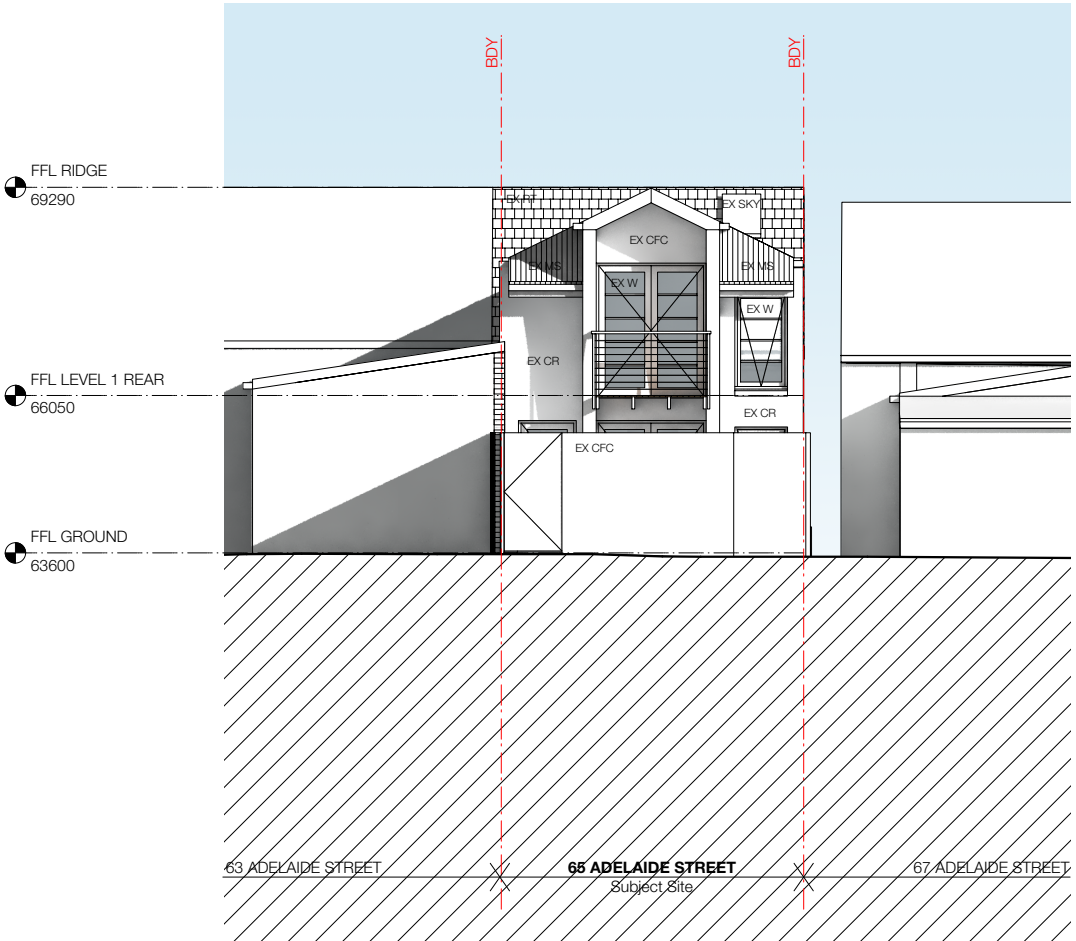 BDY
BDY
FFL RIDGE
69290
EX RT
EX SKY
EX CFC
EX MS
EX MS
EX W
EX W
EX CR
FFL LEVEL 1 REAR
66050
EX CR
EX CFC
FFL GROUND
63600
63 ADELAIDE STREET
65 ADELAIDE STREET
67 ADELAIDE STREET
Subject Site